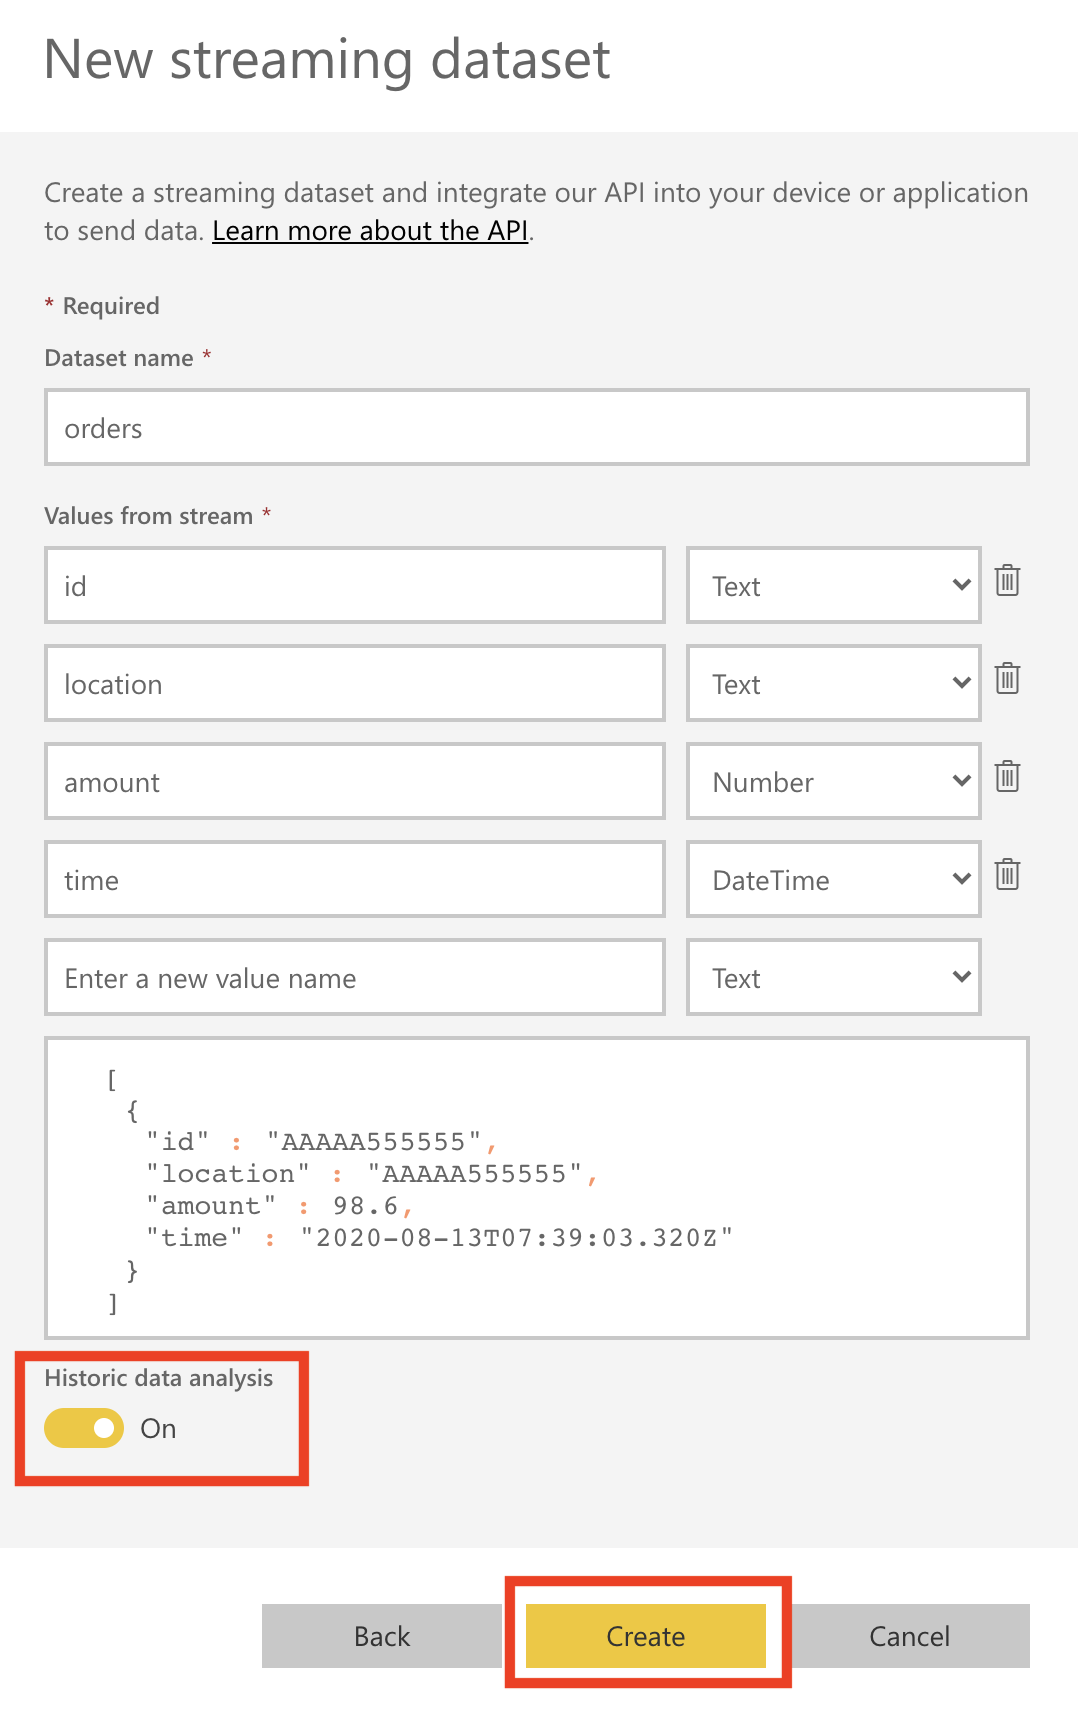 New streaming dataset
Create a streaming dataset and integrate our API into your device or application
to send data. Learn more about the API.
* Required
Dataset name *
orders
Values from stream *
id Text
location Text
amount Number
time DateTime
Enter a new value name Text
[
{
"id" : "AAAAA555555",
"location" : "AAAAA555555",
"amount" : 98.6,
"time" : "2020-08-13T07:39:03.320Z"
}
]
Historic data analysis
On
Back Create Cancel